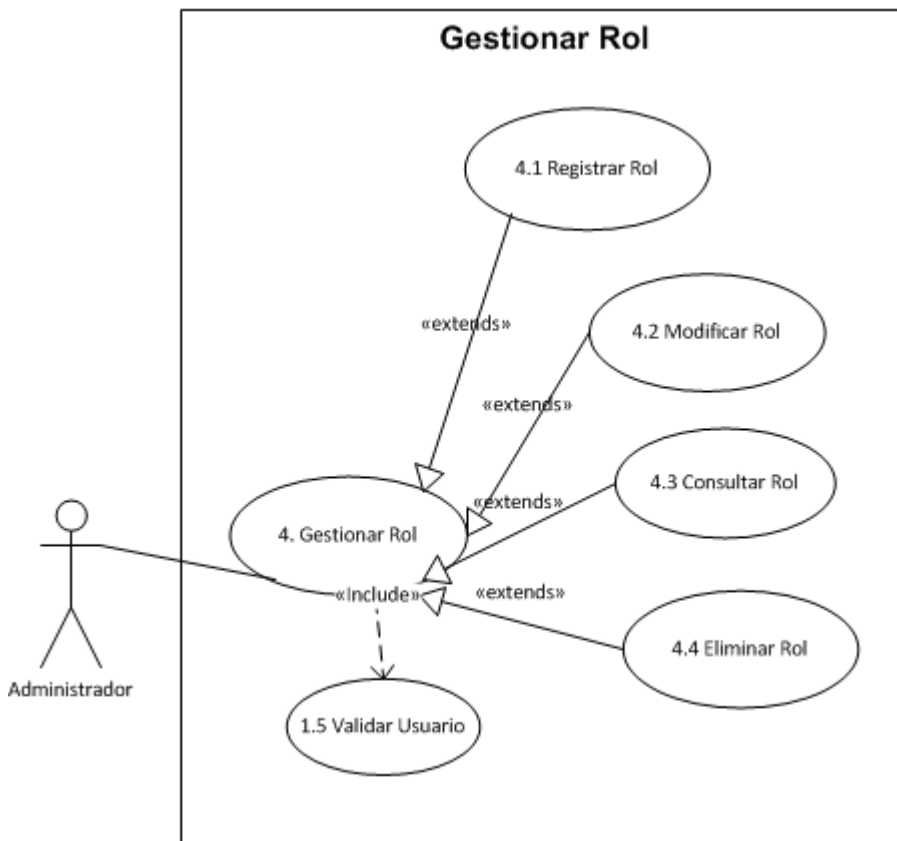 Gestionar Rol
4.1 Registrar Rol
«extends»
4.2 Modificar Rol
«extends»
4.3 Consultar Rol
«extends»
4. Gestionar Rol
«Include»
«extends»
4.4 Eliminar Rol
Administrador
1.5 Validar Usuario